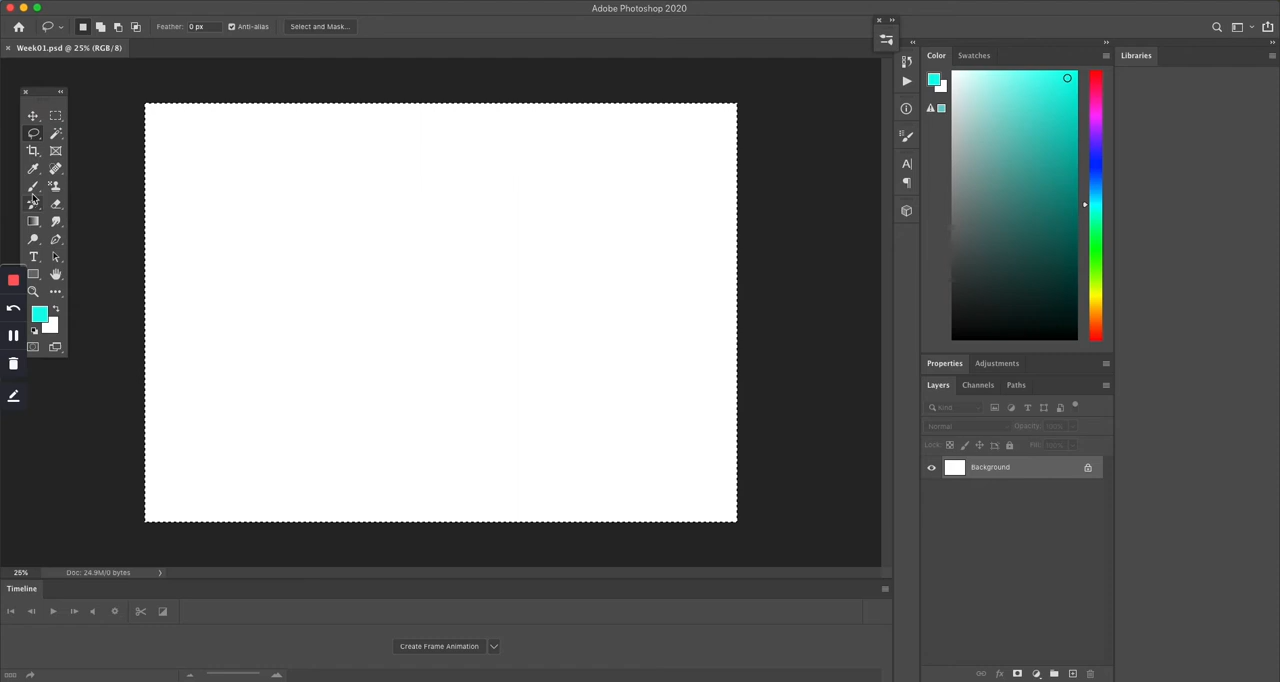 Adobe Photoshop 2020
Feather: 0 px Anti-alias Select and Mask...
Week01.psd @ 25% (RGB/8)
Color Swatches
Libraries
Properties Adjustments
Layers Channels Paths
Kind
Normal Opacity: 100%
Lock: Fill: 100%
Background
25% Doc: 24.9M/0 bytes
Timeline
Create Frame Animation